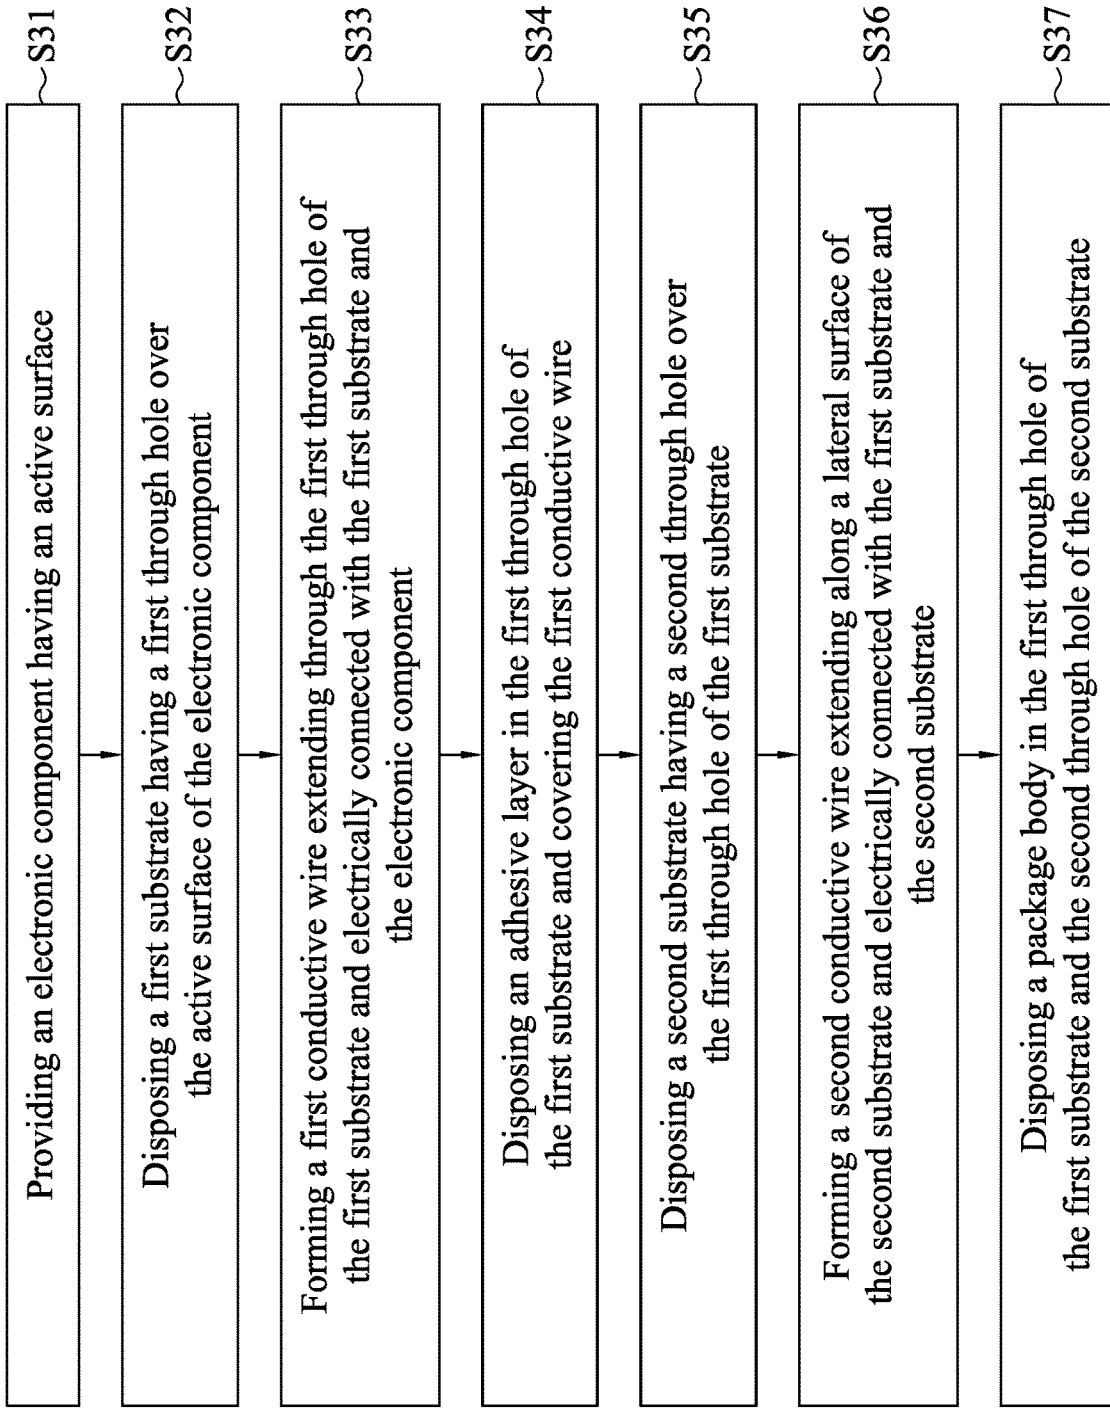 Providing an electronic component having an active surface
S31
Disposing a first substrate having a first through hole over
the active surface of the electronic component
S32
Forming a first conductive wire extending through the first through hole of
the first substrate and electrically connected with the first substrate and
the electronic component
S33
Disposing an adhesive layer in the first through hole of
the first substrate and covering the first conductive wire
S34
Disposing a second substrate having a second through hole over
the first through hole of the first substrate
S35
Forming a second conductive wire extending along a lateral surface of
the second substrate and electrically connected with the first substrate and
the second substrate
S36
Disposing a package body in the first through hole of
the first substrate and the second through hole of the second substrate
S37